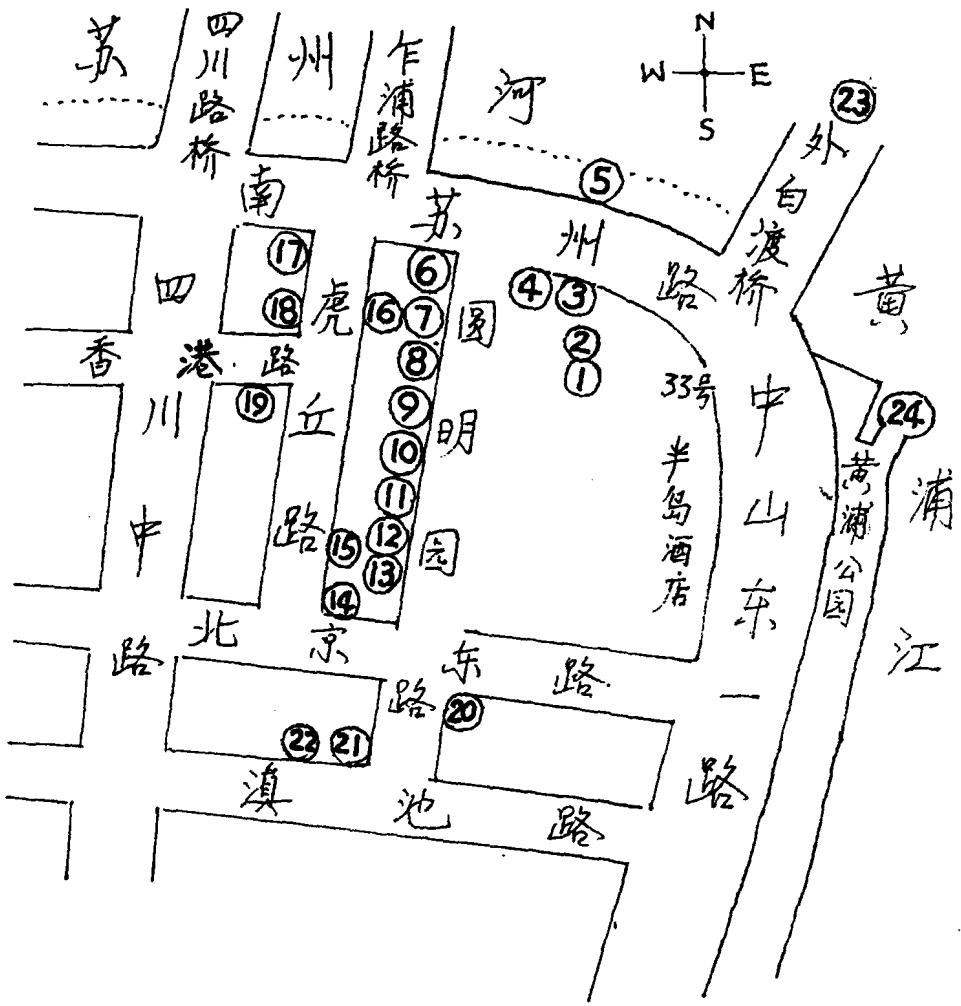 苏州河
四川路桥
乍浦路桥
N
W E
S
㉓
外白渡桥
⑤
南苏州路
⑰
⑱
四川中路
虎丘路
⑥
⑯
⑦
⑧
⑨
⑩
⑪
⑫
⑬
⑮
⑭
圆明园路
④
③
②
①
香港路
⑲
33号
半岛酒店
中山东一路
㉔
黄浦公园
黄浦江
北京东路
⑳
㉒
㉑
滇池路